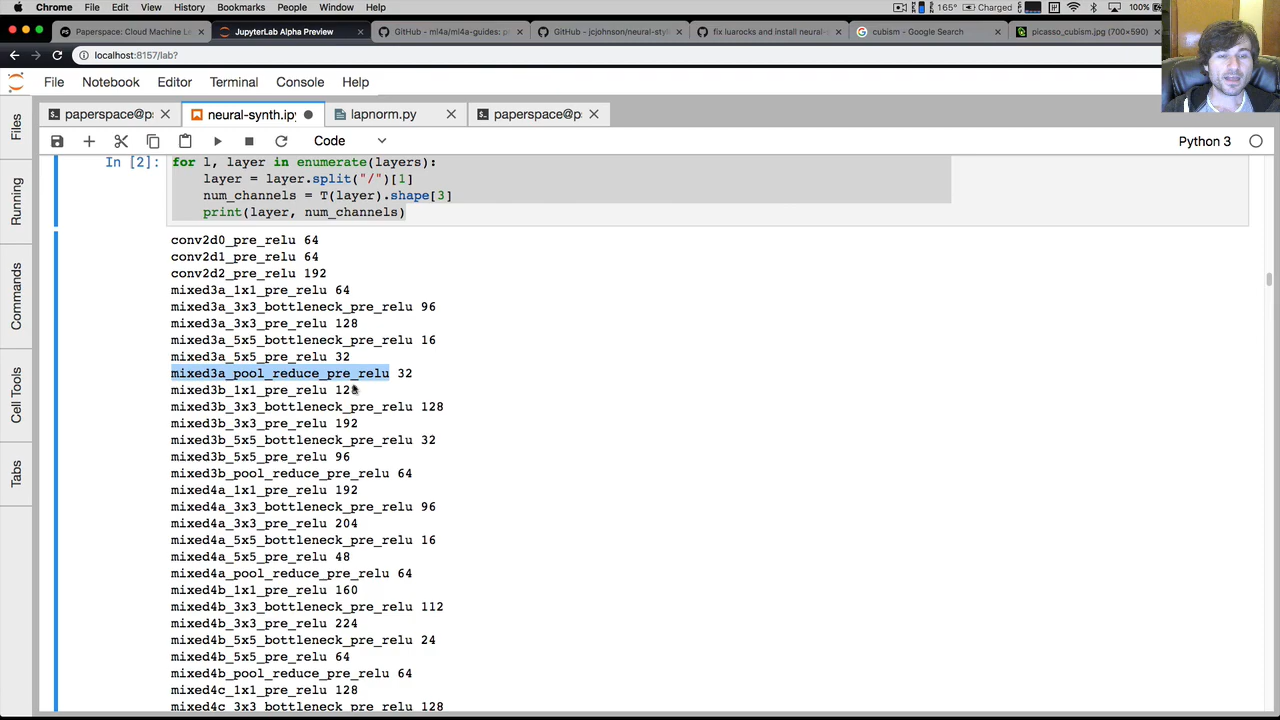 Chrome File Edit View History Bookmarks People Window Help 165° Charged 100%
Paperspace: Cloud Machine Le
JupyterLab Alpha Preview
GitHub - ml4a/ml4a-guides: p
GitHub - jcjohnson/neural-sty
fix luarocks and install neural-
cubism - Google Search
picasso_cubism.jpg (700×590)
localhost:8157/lab?
File Notebook Editor Terminal Console Help
paperspace@p
neural-synth.ipy
lapnorm.py
paperspace@p
Code
Python 3
Files
Running
Commands
Cell Tools
Tabs
In [2]:
for l, layer in enumerate(layers):
layer = layer.split("/")[1]
num_channels = T(layer).shape[3]
print(layer, num_channels)
conv2d0_pre_relu 64
conv2d1_pre_relu 64
conv2d2_pre_relu 192
mixed3a_1x1_pre_relu 64
mixed3a_3x3_bottleneck_pre_relu 96
mixed3a_3x3_pre_relu 128
mixed3a_5x5_bottleneck_pre_relu 16
mixed3a_5x5_pre_relu 32
mixed3a_pool_reduce_pre_relu 32
mixed3b_1x1_pre_relu 128
mixed3b_3x3_bottleneck_pre_relu 128
mixed3b_3x3_pre_relu 192
mixed3b_5x5_bottleneck_pre_relu 32
mixed3b_5x5_pre_relu 96
mixed3b_pool_reduce_pre_relu 64
mixed4a_1x1_pre_relu 192
mixed4a_3x3_bottleneck_pre_relu 96
mixed4a_3x3_pre_relu 204
mixed4a_5x5_bottleneck_pre_relu 16
mixed4a_5x5_pre_relu 48
mixed4a_pool_reduce_pre_relu 64
mixed4b_1x1_pre_relu 160
mixed4b_3x3_bottleneck_pre_relu 112
mixed4b_3x3_pre_relu 224
mixed4b_5x5_bottleneck_pre_relu 24
mixed4b_5x5_pre_relu 64
mixed4b_pool_reduce_pre_relu 64
mixed4c_1x1_pre_relu 128
mixed4c_3x3_bottleneck_pre_relu 128